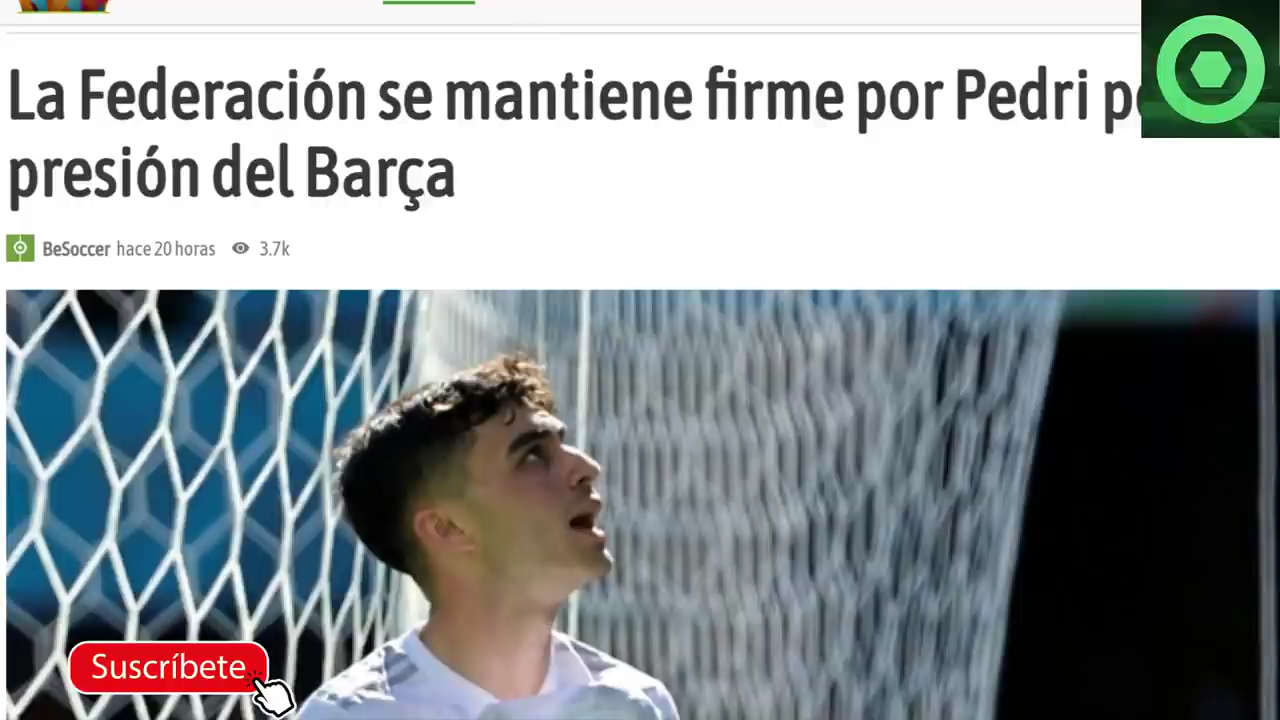 La Federación se mantiene firme por Pedri
presión del Barça
BeSoccer hace 20 horas 3.7k
Suscríbete